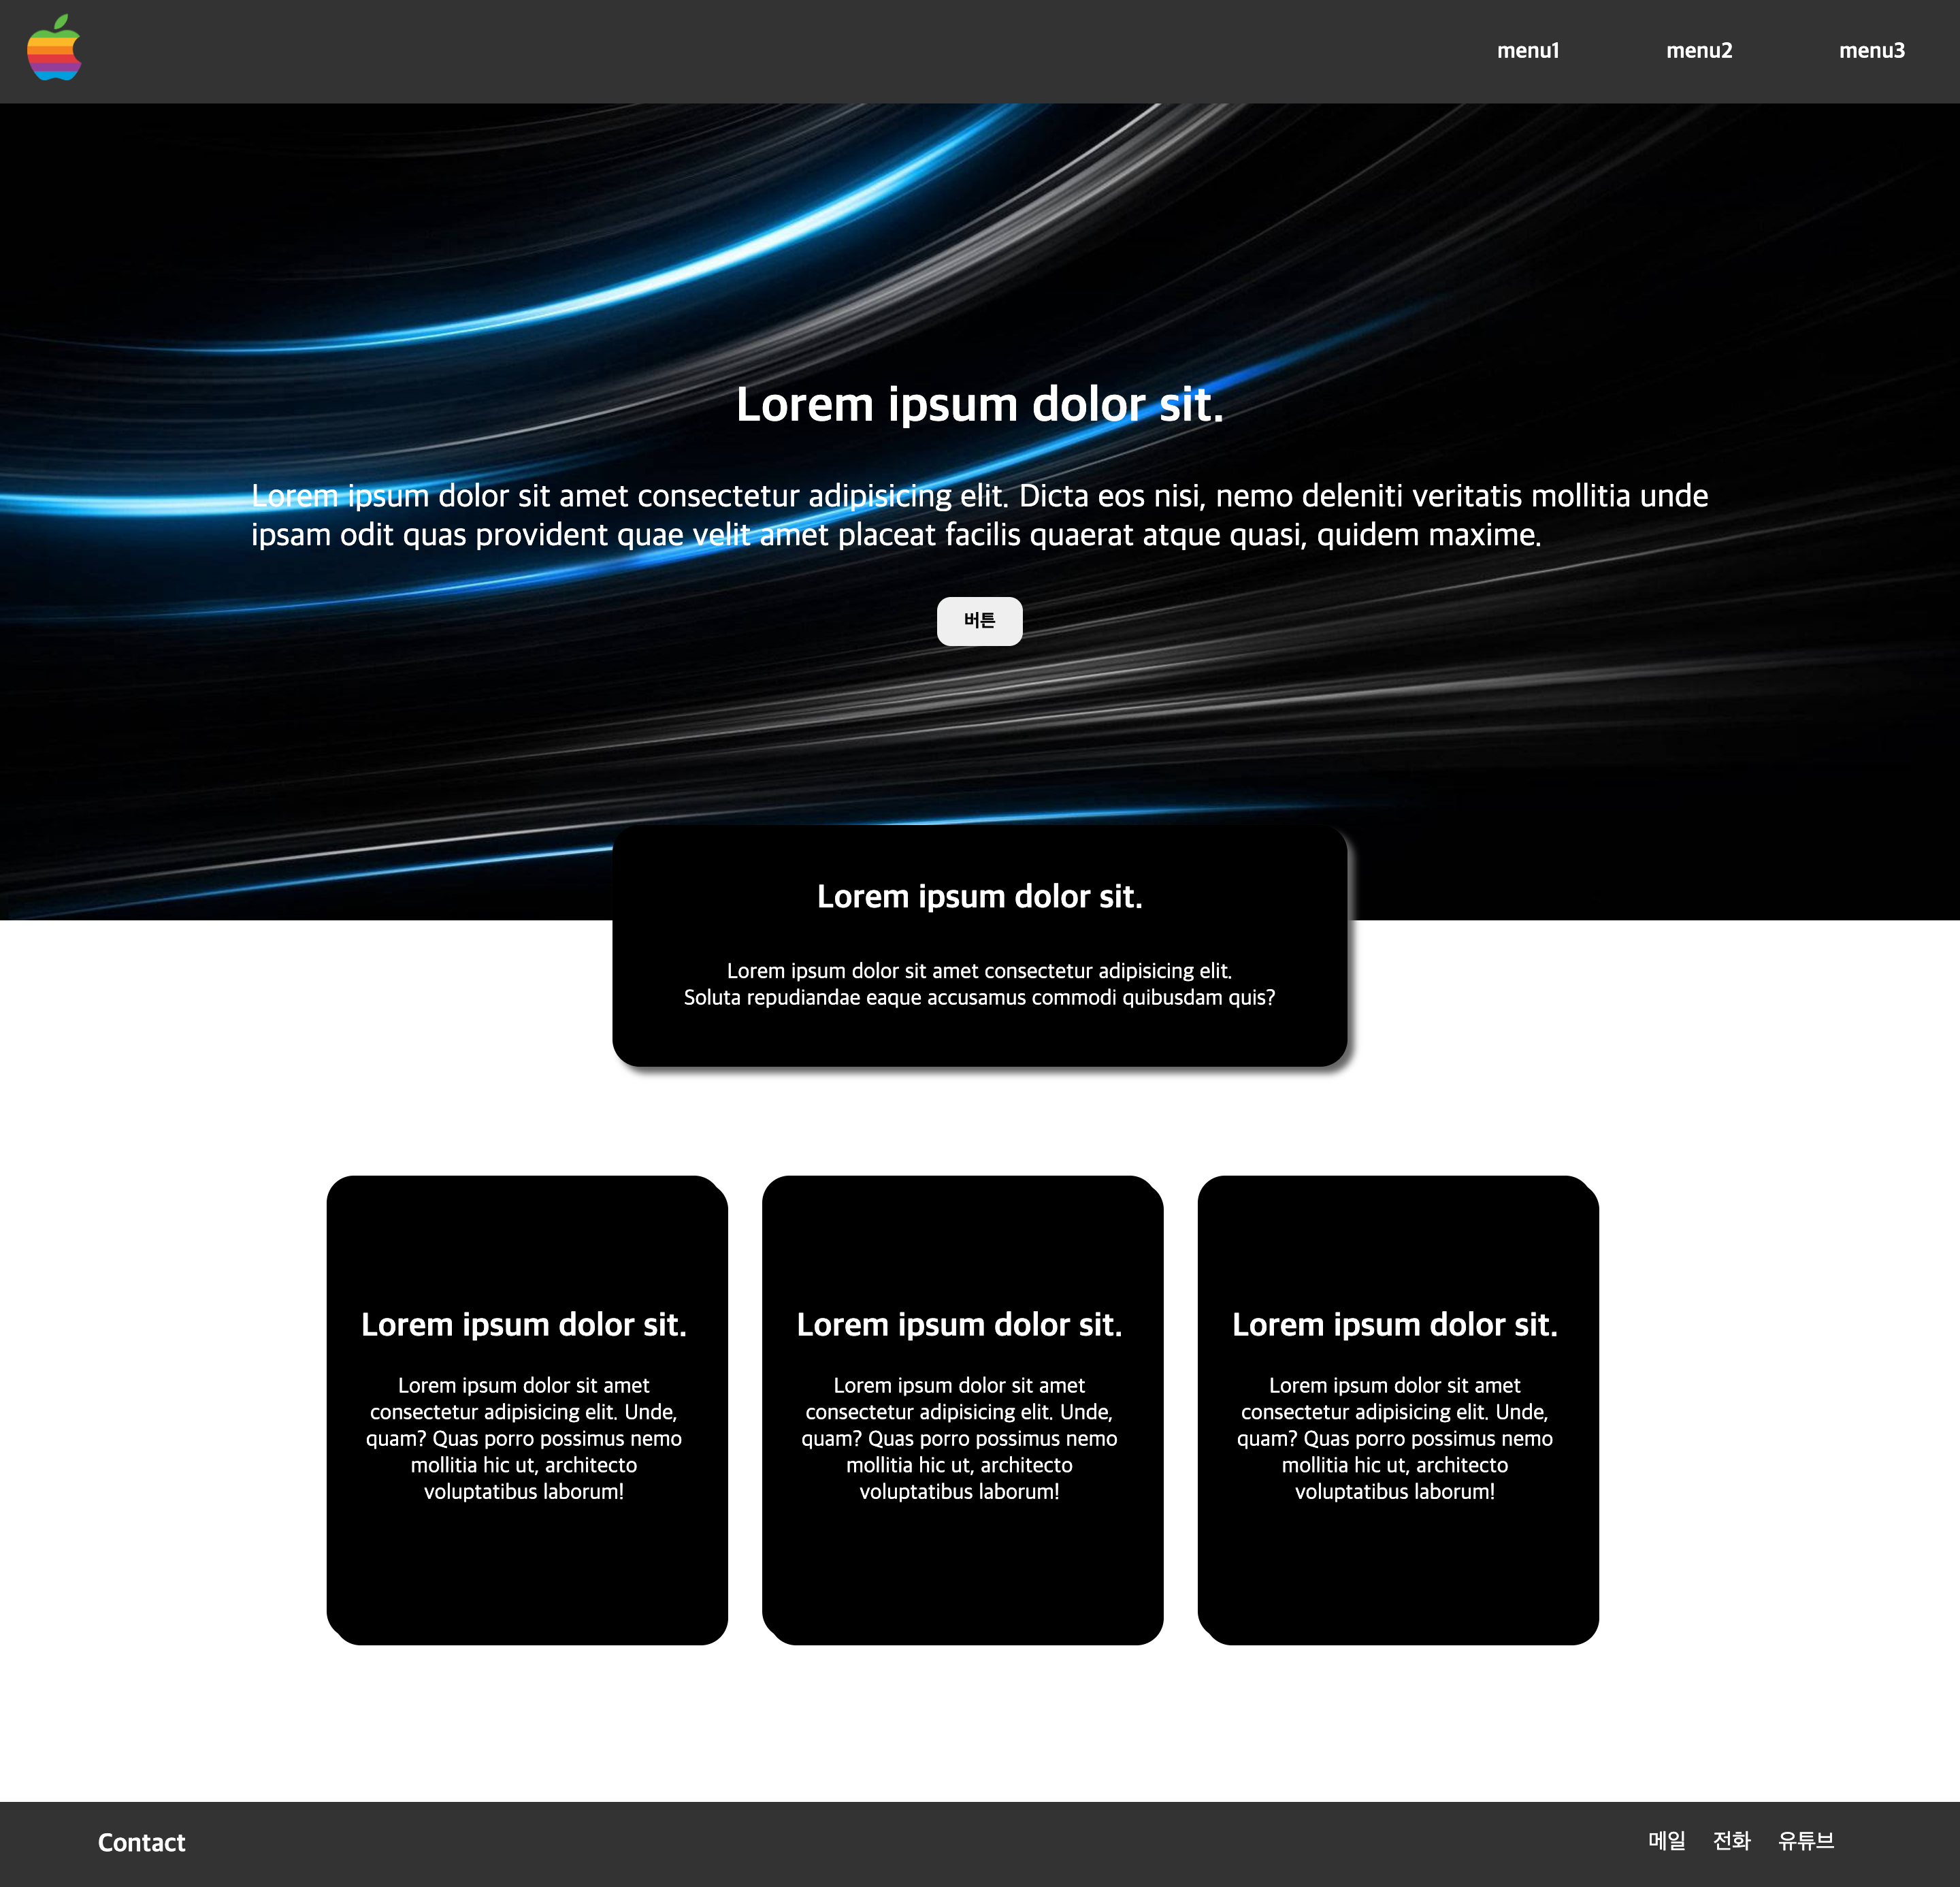 menu1 menu2 menu3
Lorem ipsum dolor sit.
Lorem ipsum dolor sit amet consectetur adipisicing elit. Dicta eos nisi, nemo deleniti veritatis mollitia unde
ipsam odit quas provident quae velit amet placeat facilis quaerat atque quasi, quidem maxime.
버튼
Lorem ipsum dolor sit.
Lorem ipsum dolor sit amet consectetur adipisicing elit.
Soluta repudiandae eaque accusamus commodi quibusdam quis?
Lorem ipsum dolor sit.
Lorem ipsum dolor sit amet
consectetur adipisicing elit. Unde,
quam? Quas porro possimus nemo
mollitia hic ut, architecto
voluptatibus laborum!
Lorem ipsum dolor sit.
Lorem ipsum dolor sit amet
consectetur adipisicing elit. Unde,
quam? Quas porro possimus nemo
mollitia hic ut, architecto
voluptatibus laborum!
Lorem ipsum dolor sit.
Lorem ipsum dolor sit amet
consectetur adipisicing elit. Unde,
quam? Quas porro possimus nemo
mollitia hic ut, architecto
voluptatibus laborum!
Contact
메일 전화 유튜브